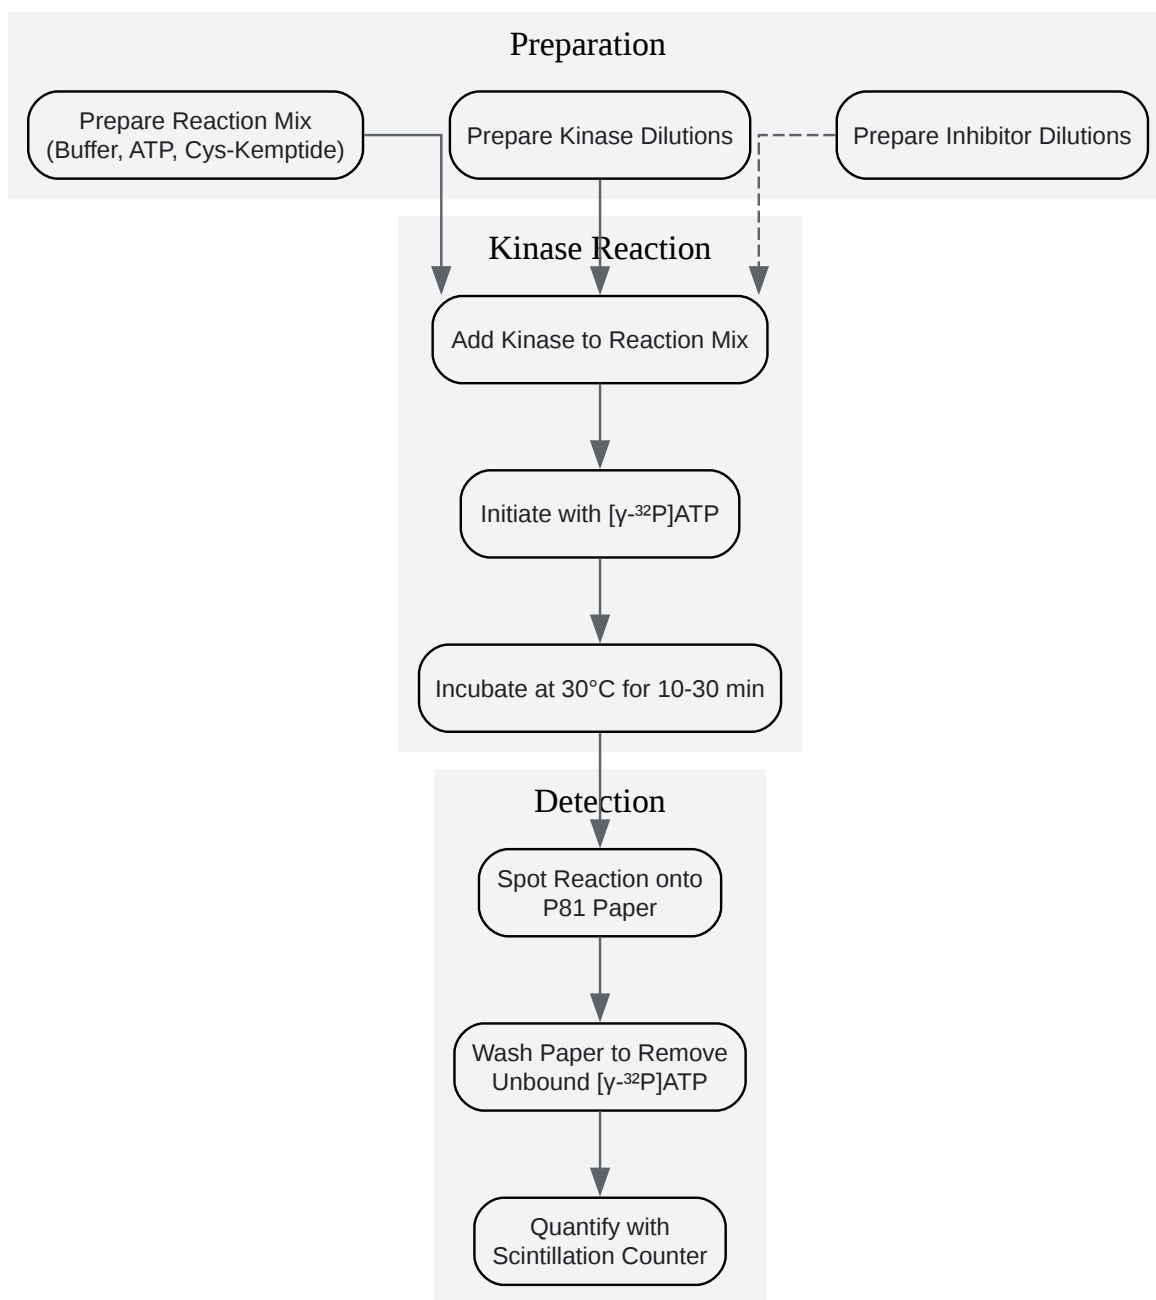 Preparation
Prepare Reaction Mix
(Buffer, ATP, Cys-Kemptide)
Prepare Kinase Dilutions
Prepare Inhibitor Dilutions
Kinase Reaction
Add Kinase to Reaction Mix
Initiate with [γ-³²P]ATP
Incubate at 30°C for 10-30 min
Detection
Spot Reaction onto
P81 Paper
Wash Paper to Remove
Unbound [γ-³²P]ATP
Quantify with
Scintillation Counter